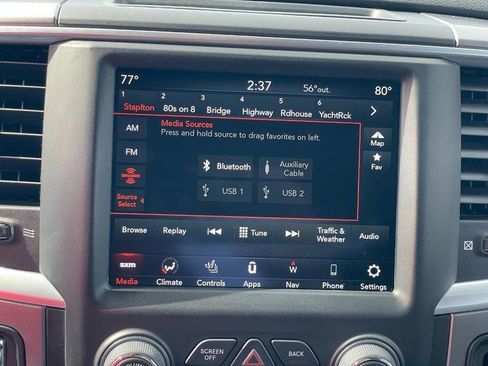 77° 2:37 56°out. 80°
1 2 3 4 5 6
Staplton 80s on 8 Bridge Highway Rdhouse YachtRck
Media Sources
Press and hold source to drag favorites on left.
AM
FM
Map
Fav
Bluetooth
Auxiliary
Cable
USB 1
USB 2
Source
Select
Browse Replay Tune Traffic &
Weather Audio
sxm
Media Climate Controls Apps Nav Phone Settings
SCREEN
OFF
BACK